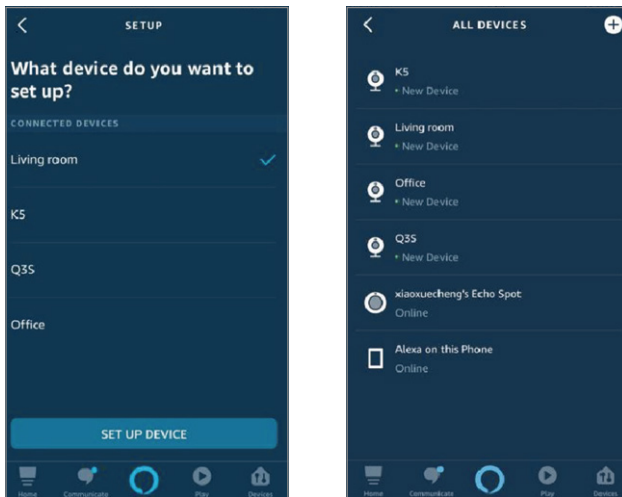 SETUP
What device do you want to
set up?
CONNECTED DEVICES
Living room
K5
Q3S
Office
SET UP DEVICE
Home Communicate Play Devices
ALL DEVICES
K5
• New Device
Living room
• New Device
Office
• New Device
Q3S
• New Device
xiaoxuecheng's Echo Spot
Online
Alexa on this Phone
Online
Home Communicate Play Devices